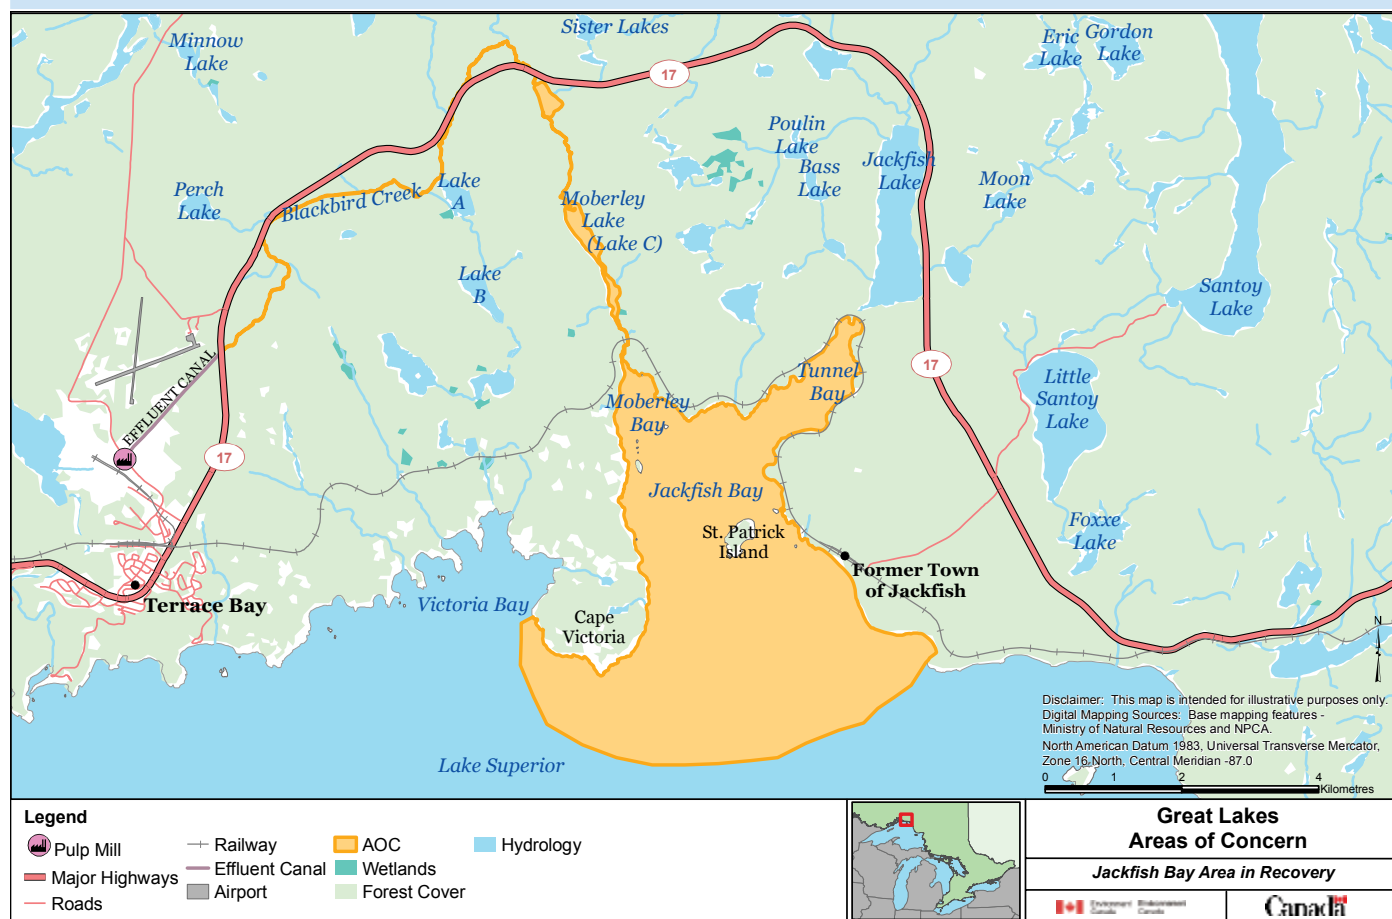 Sister Lakes
Minnow
Lake
Eric
Lake
Gordon
Lake
17
Poulin
Lake
Bass
Lake
Jackfish
Lake
Moon
Lake
Perch
Lake
Blackbird Creek
Lake
A
Moberley
Lake
(Lake C)
Lake
B
Santoy
Lake
EFFLUENT CANAL
Tunnel
Bay
17
Little
Santoy
Lake
Moberley
Bay
17
Jackfish Bay
St. Patrick
Island
Foxxe
Lake
Former Town
of Jackfish
Terrace Bay
Victoria Bay
Cape
Victoria
N
Lake Superior
Disclaimer: This map is intended for illustrative purposes only.
Digital Mapping Sources: Base mapping features -
Ministry of Natural Resources and NPCA.
North American Datum 1983, Universal Transverse Mercator,
Zone 16 North, Central Meridian -87.0
0 1 2 4
Kilometres
Legend
Pulp Mill
Major Highways
Roads
Railway
Effluent Canal
Airport
AOC
Wetlands
Forest Cover
Hydrology
Great Lakes
Areas of Concern
Jackfish Bay Area in Recovery
Environment Environnement
Canada Canada
Canada